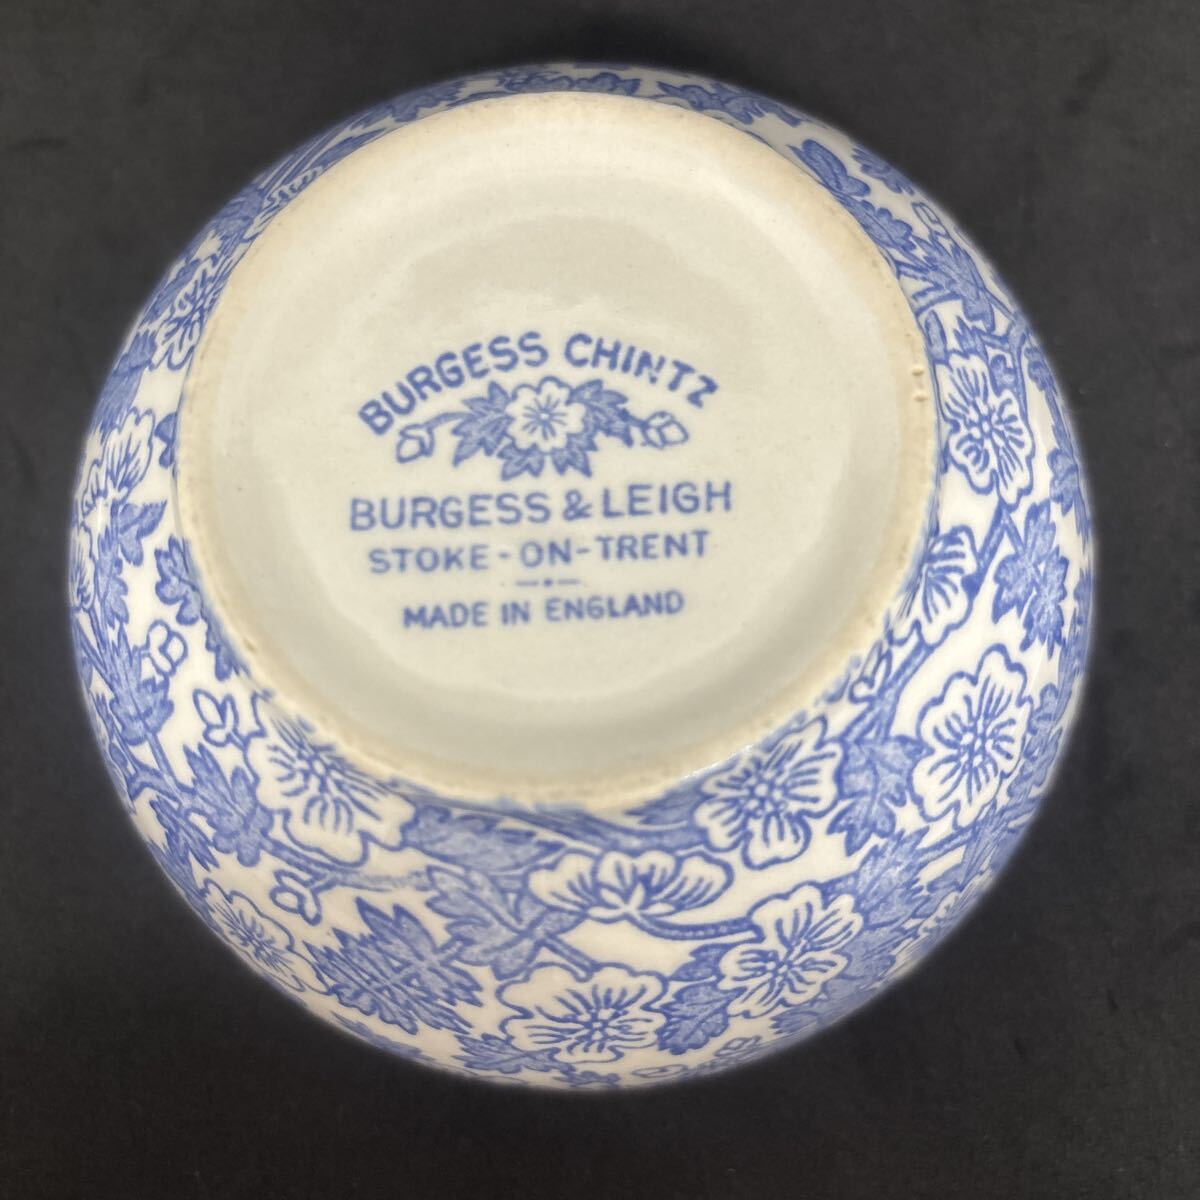 BURGESS CHINTZ
BURGESS & LEIGH
STOKE-ON-TRENT
MADE IN ENGLAND